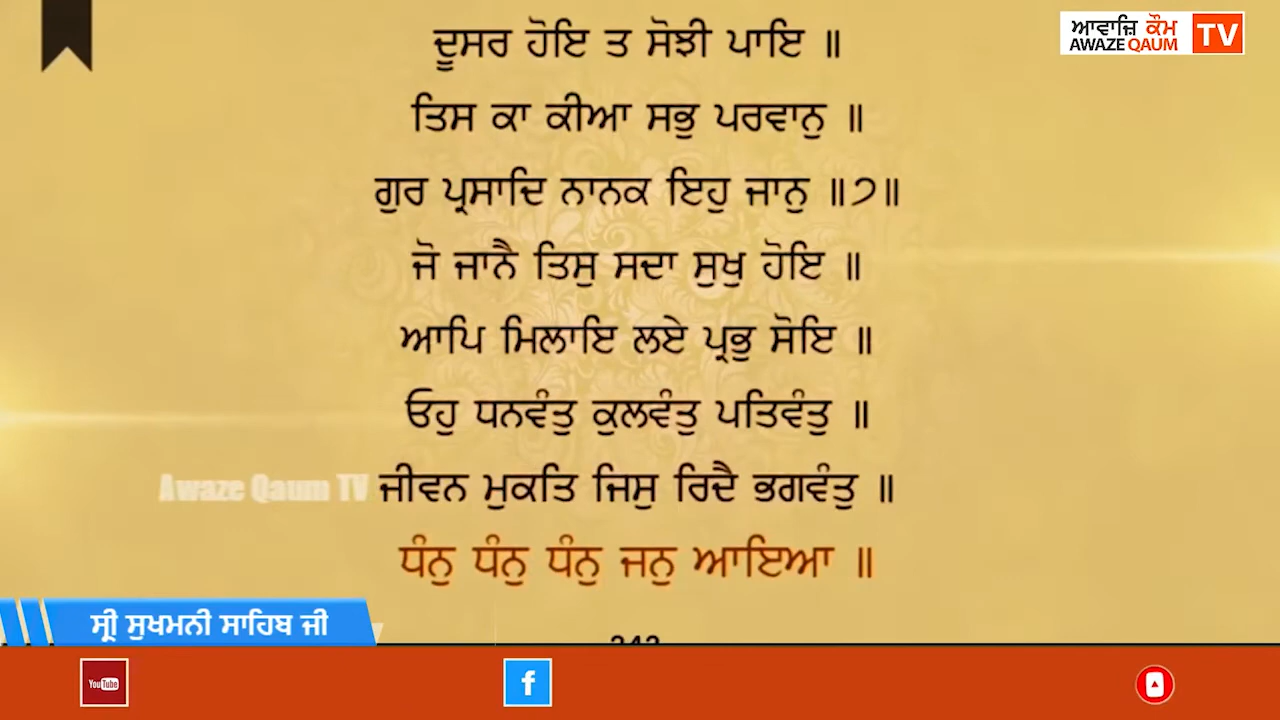 ਆਵਾਜ਼ਿ ਕੌਮ
AWAZE QAUM TV
ਦੂਸਰ ਹੋਇ ਤ ਸੋਝੀ ਪਾਇ ॥
ਤਿਸ ਕਾ ਕੀਆ ਸਭੁ ਪਰਵਾਨੁ ॥
ਗੁਰ ਪ੍ਰਸਾਦਿ ਨਾਨਕ ਇਹੁ ਜਾਨੁ ॥੭॥
ਜੋ ਜਾਨੈ ਤਿਸੁ ਸਦਾ ਸੁਖੁ ਹੋਇ ॥
ਆਪਿ ਮਿਲਾਇ ਲਏ ਪ੍ਰਭੁ ਸੋਇ ॥
ਓਹੁ ਧਨਵੰਤੁ ਕੁਲਵੰਤੁ ਪਤਿਵੰਤੁ ॥
Awaze Qaum TV
ਜੀਵਨ ਮੁਕਤਿ ਜਿਸੁ ਰਿਦੈ ਭਗਵੰਤੁ ॥
ਧੰਨੁ ਧੰਨੁ ਧੰਨੁ ਜਨੁ ਆਇਆ ॥
ਸ੍ਰੀ ਸੁਖਮਨੀ ਸਾਹਿਬ ਜੀ
YouTube